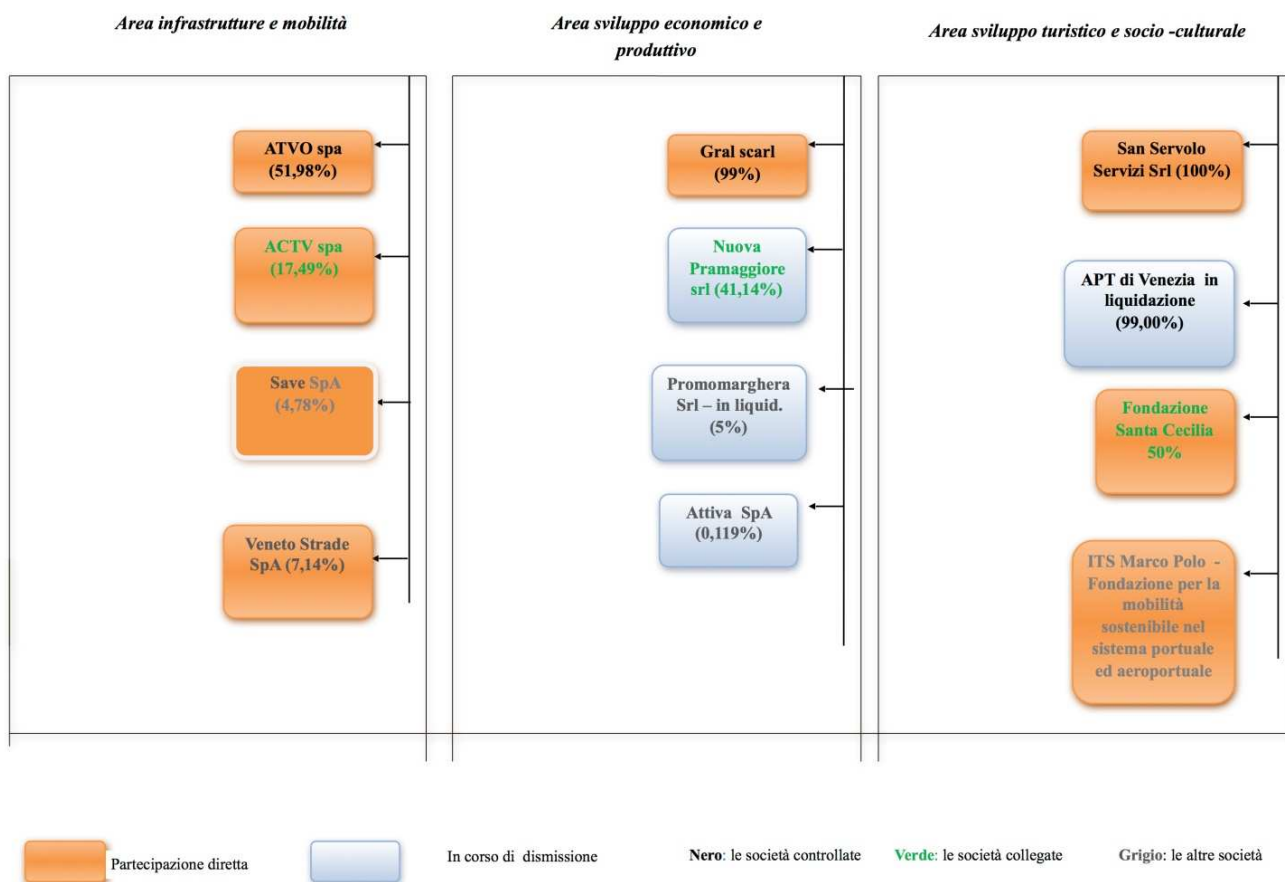 Area infrastrutture e mobilità
ATVO spa
(51,98%)
ACTV spa
(17,49%)
Save SpA
(4,78%)
Veneto Strade
SpA (7,14%)
Area sviluppo economico e
produttivo
Gral scarl
(99%)
Nuova
Pramaggiore
srl (41,14%)
Promomarghera
Srl – in liquid.
(5%)
Attiva SpA
(0,119%)
Area sviluppo turistico e socio -culturale
San Servolo
Servizi Srl (100%)
APT di Venezia in
liquidazione
(99,00%)
Fondazione
Santa Cecilia
50%
ITS Marco Polo -
Fondazione per la
mobilità
sostenibile nel
sistema portuale
ed aeroportuale
Partecipazione diretta
In corso di dismissione
Nero: le società controllate
Verde: le società collegate
Grigio: le altre società